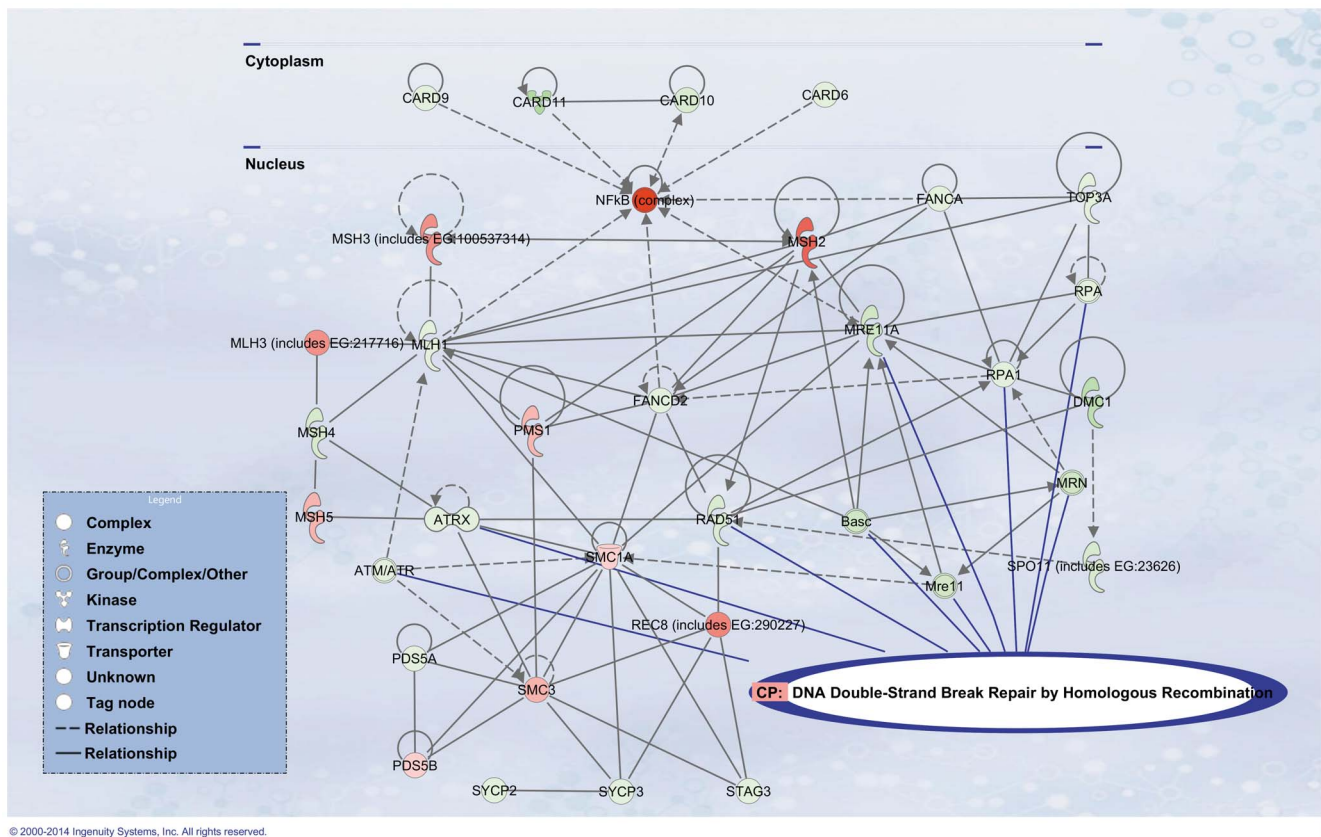 Cytoplasm
CARD9
CARD11
CARD10
CARD6
Nucleus
NFkB (complex)
FANCA
TOP3A
MSH3 (includes EG:100537314)
MSH2
RPA
MLH3 (includes EG:217716)
MLH1
MRE11A
RPA1
FANCD2
DMC1
MSH4
PMS1
MRN
Legend
Complex
Enzyme
Group/Complex/Other
Kinase
Transcription Regulator
Transporter
Unknown
Tag node
Relationship
Relationship
MSH5
ATRX
RAD51
Basc
SMC1A
ATM/ATR
SPO11 (includes EG:23626)
Mre11
REC8 (includes EG:290227)
PDS5A
SMC3
CP: DNA Double-Strand Break Repair by Homologous Recombination
PDS5B
SYCP2
SYCP3
STAG3
© 2000-2014 Ingenuity Systems, Inc. All rights reserved.